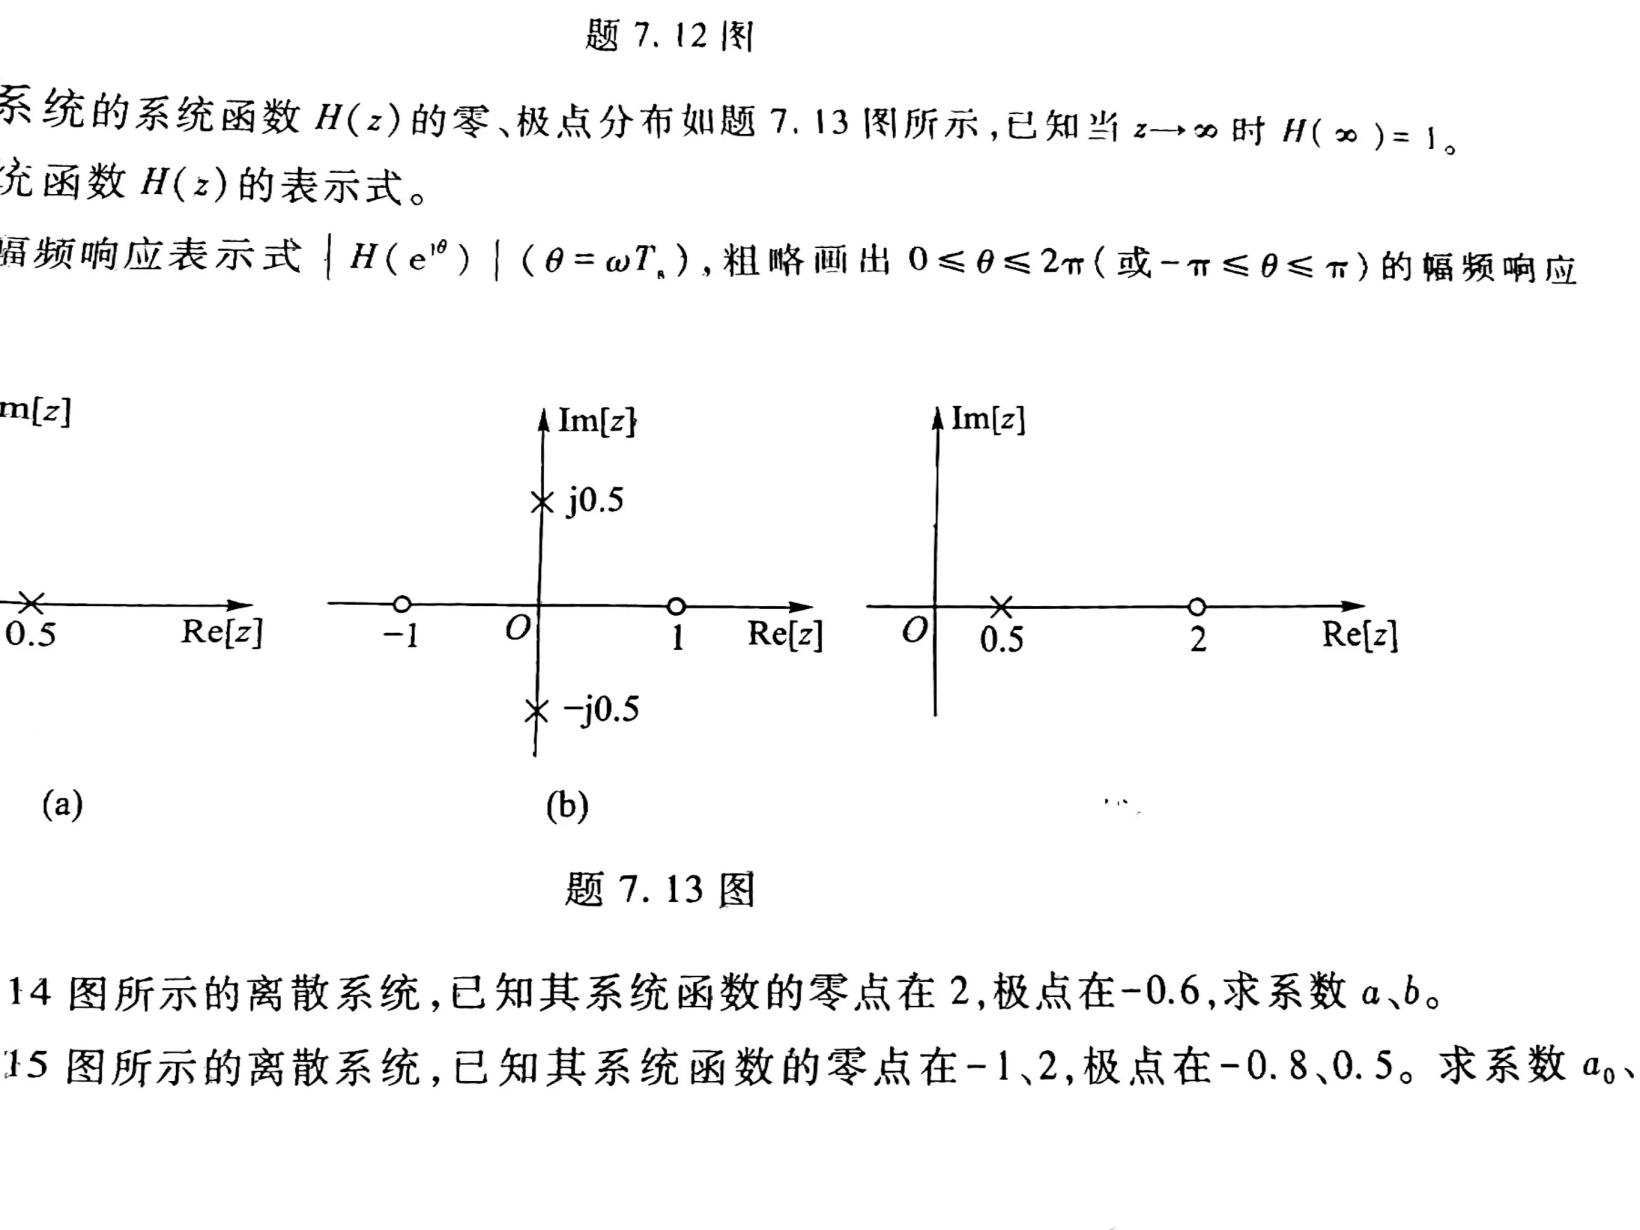 题 7. 12 图
系统的系统函数 H(z)的零、极点分布如题 7. 13 图所示,已知当 z→∞ 时 H(∞)= 1。
统函数 H(z)的表示式。
幅频响应表示式 | H(e^{jθ}) | (θ=ωTₛ),粗略画出 0≤θ≤2π(或-π≤θ≤π)的幅频响应
m[z]
Im[z]
Im[z]
j0.5
0.5
Re[z]
-1
O
1
Re[z]
O
0.5
2
Re[z]
-j0.5
(a)
(b)
题 7. 13 图
14 图所示的离散系统,已知其系统函数的零点在 2,极点在-0.6,求系数 a、b。
15 图所示的离散系统,已知其系统函数的零点在-1、2,极点在-0.8、0.5。求系数 a₀、